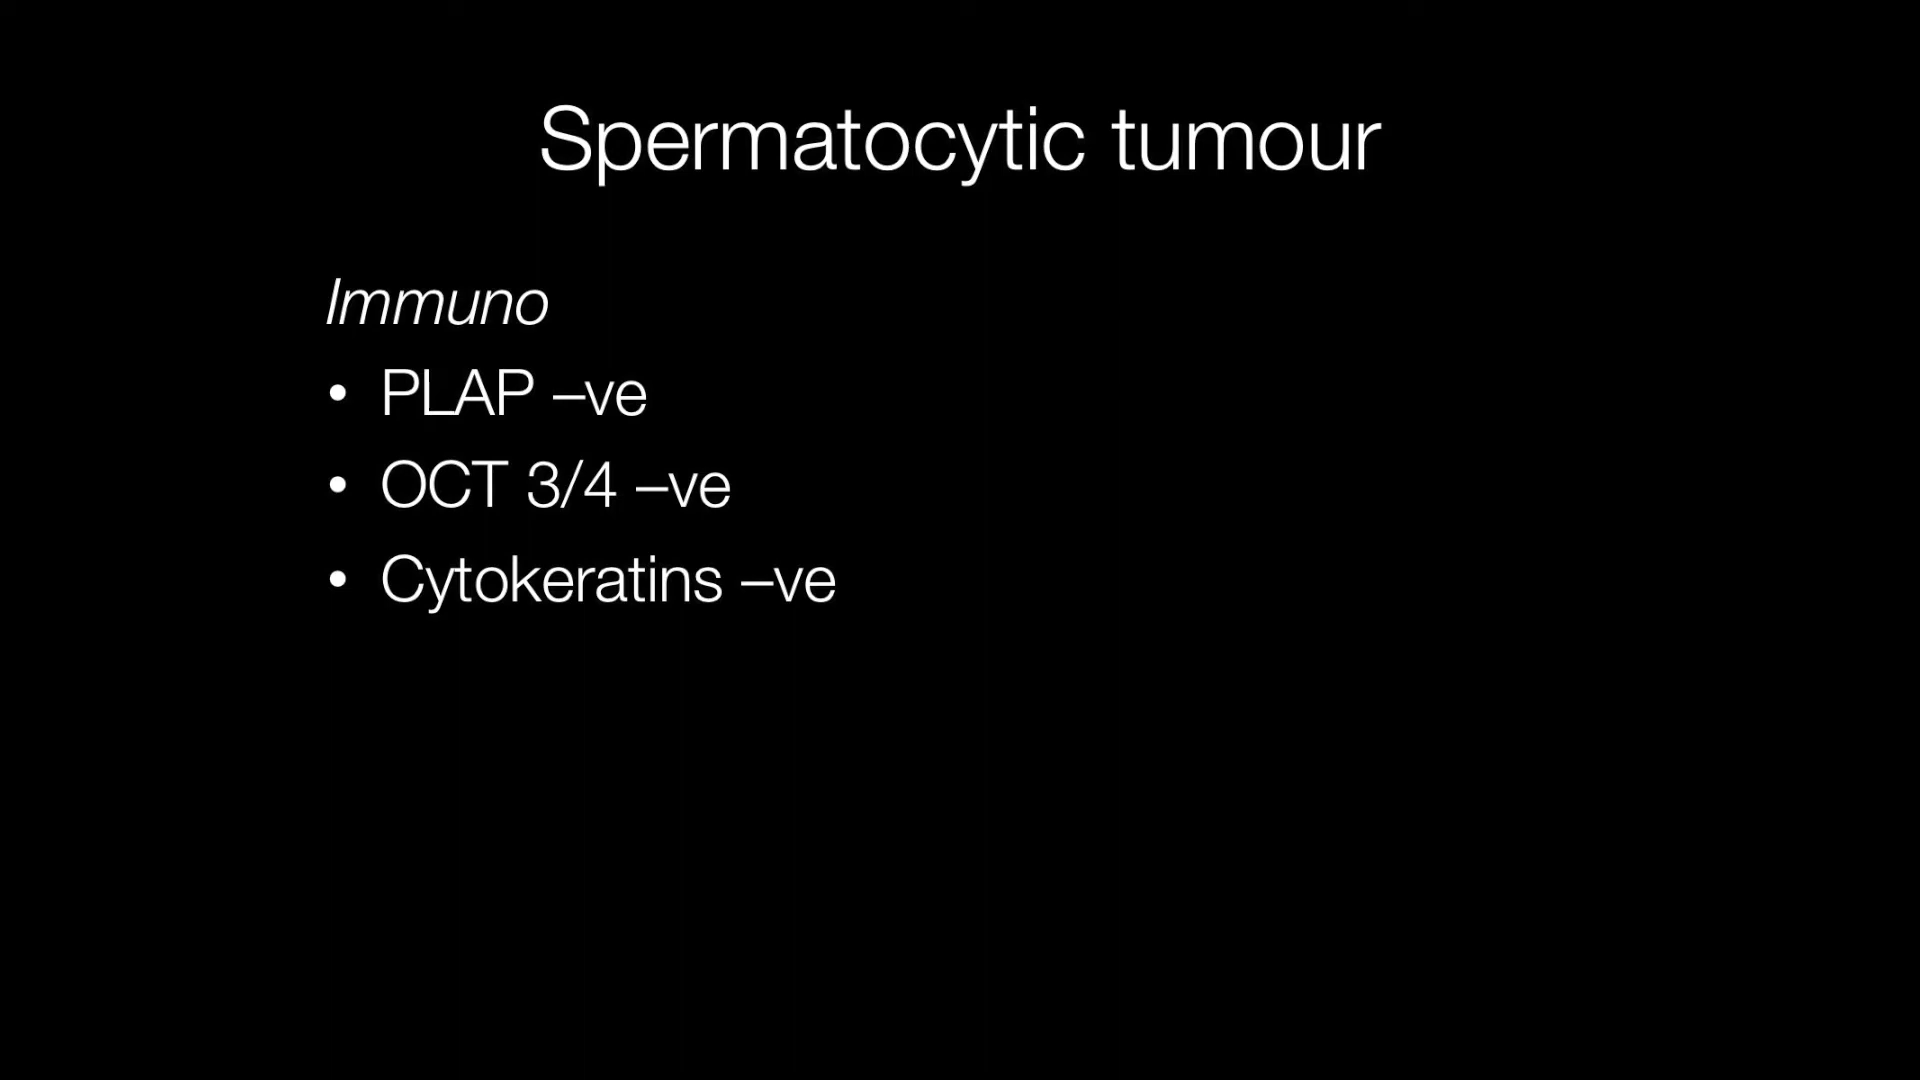 Spermatocytic tumour
Immuno
• PLAP –ve
• OCT 3/4 –ve
• Cytokeratins –ve